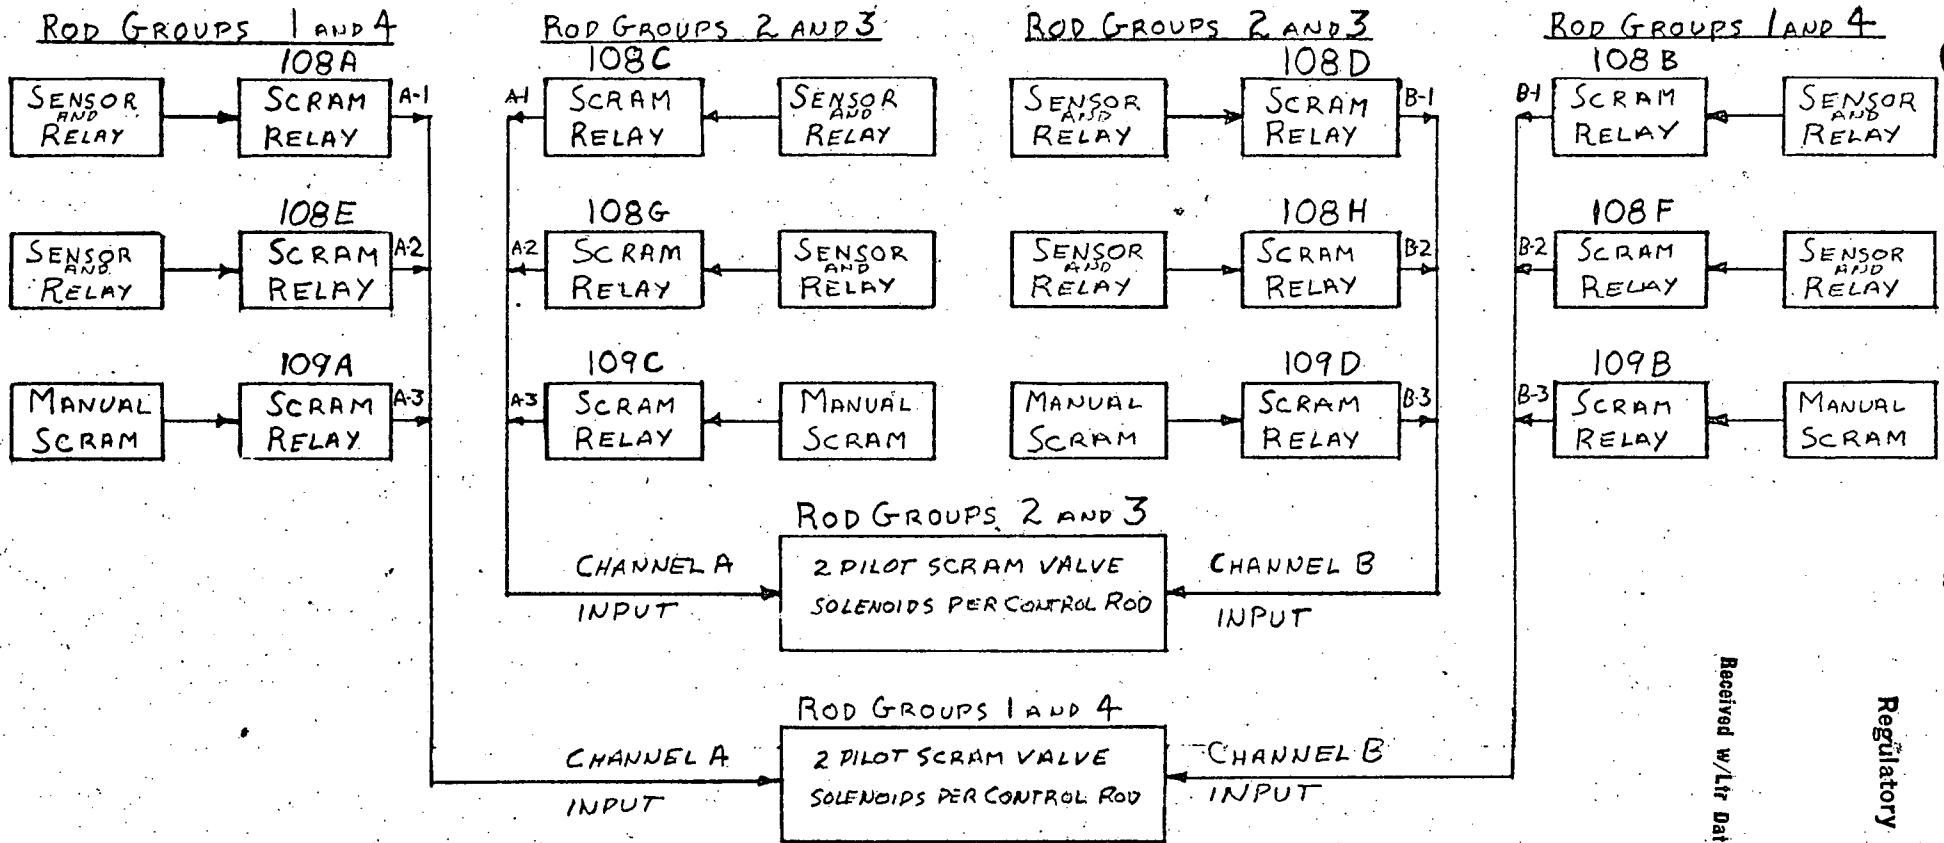 ROD GROUPS 1 AND 4
ROD GROUPS 2 AND 3
ROD GROUPS 2 AND 3
ROD GROUPS 1 AND 4
108A
108C
108D
108B
SENSOR
AND
RELAY
SCRAM
RELAY
A-1
A-1
SCRAM
RELAY
SENSOR
AND
RELAY
SENSOR
AND
RELAY
SCRAM
RELAY
B-1
B-1
SCRAM
RELAY
SENSOR
AND
RELAY
108E
108G
108H
108F
SENSOR
AND
RELAY
SCRAM
RELAY
A-2
A-2
SCRAM
RELAY
SENSOR
AND
RELAY
SENSOR
AND
RELAY
SCRAM
RELAY
B-2
B-2
SCRAM
RELAY
SENSOR
AND
RELAY
109A
109C
109D
109B
MANUAL
SCRAM
SCRAM
RELAY
A-3
A-3
SCRAM
RELAY
MANUAL
SCRAM
MANUAL
SCRAM
SCRAM
RELAY
B-3
B-3
SCRAM
RELAY
MANUAL
SCRAM
ROD GROUPS 2 AND 3
CHANNEL A
INPUT
2 PILOT SCRAM VALVE
SOLENOIDS PER CONTROL ROD
CHANNEL B
INPUT
ROD GROUPS 1 AND 4
CHANNEL A
INPUT
2 PILOT SCRAM VALVE
SOLENOIDS PER CONTROL ROD
CHANNEL B
INPUT
Regulatory
Received w/Ltr Dat